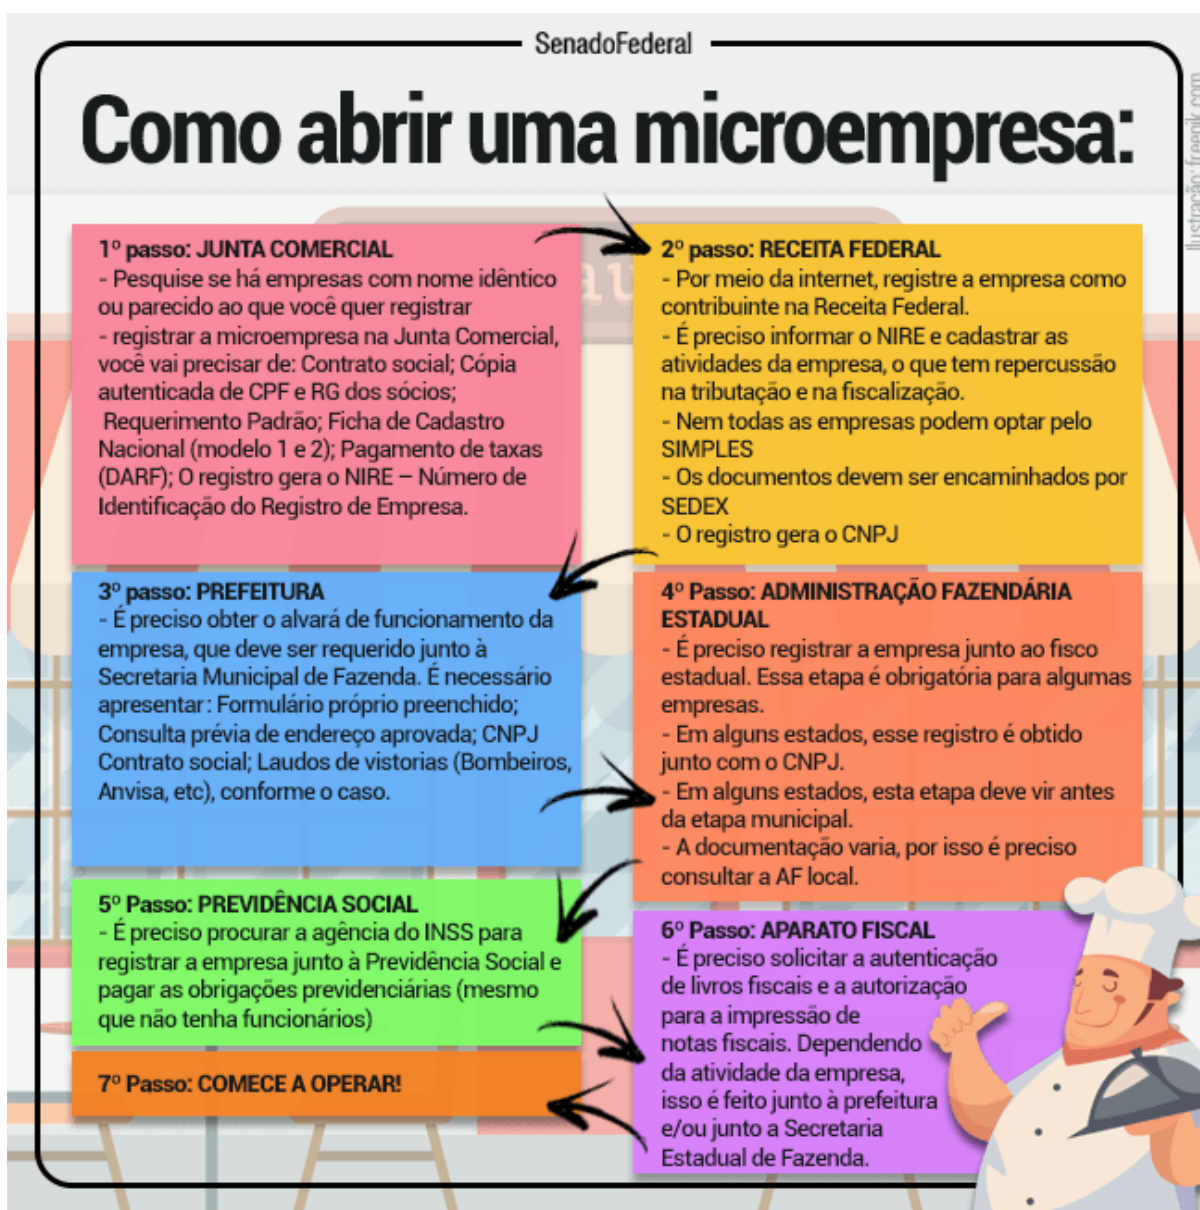 SenadoFederal
Como abrir uma microempresa:
Ilustração: freepik.com
1º passo: JUNTA COMERCIAL
- Pesquise se há empresas com nome idêntico
ou parecido ao que você quer registrar
- registrar a microempresa na Junta Comercial,
você vai precisar de: Contrato social; Cópia
autenticada de CPF e RG dos sócios;
Requerimento Padrão; Ficha de Cadastro
Nacional (modelo 1 e 2); Pagamento de taxas
(DARF); O registro gera o NIRE – Número de
Identificação do Registro de Empresa.
2º passo: RECEITA FEDERAL
- Por meio da internet, registre a empresa como
contribuinte na Receita Federal.
- É preciso informar o NIRE e cadastrar as
atividades da empresa, o que tem repercussão
na tributação e na fiscalização.
- Nem todas as empresas podem optar pelo
SIMPLES
- Os documentos devem ser encaminhados por
SEDEX
- O registro gera o CNPJ
3º passo: PREFEITURA
- É preciso obter o alvará de funcionamento da
empresa, que deve ser requerido junto à
Secretaria Municipal de Fazenda. É necessário
apresentar: Formulário próprio preenchido;
Consulta prévia de endereço aprovada; CNPJ
Contrato social; Laudos de vistorias (Bombeiros,
Anvisa, etc), conforme o caso.
4º Passo: ADMINISTRAÇÃO FAZENDÁRIA
ESTADUAL
- É preciso registrar a empresa junto ao fisco
estadual. Essa etapa é obrigatória para algumas
empresas.
- Em alguns estados, esse registro é obtido
junto com o CNPJ.
- Em alguns estados, esta etapa deve vir antes
da etapa municipal.
- A documentação varia, por isso é preciso
consultar a AF local.
5º Passo: PREVIDÊNCIA SOCIAL
- É preciso procurar a agência do INSS para
registrar a empresa junto à Previdência Social e
pagar as obrigações previdenciárias (mesmo
que não tenha funcionários)
6º Passo: APARATO FISCAL
- É preciso solicitar a autenticação
de livros fiscais e a autorização
para a impressão de
notas fiscais. Dependendo
da atividade da empresa,
isso é feito junto à prefeitura
e/ou junto a Secretaria
Estadual de Fazenda.
7º Passo: COMECE A OPERAR!